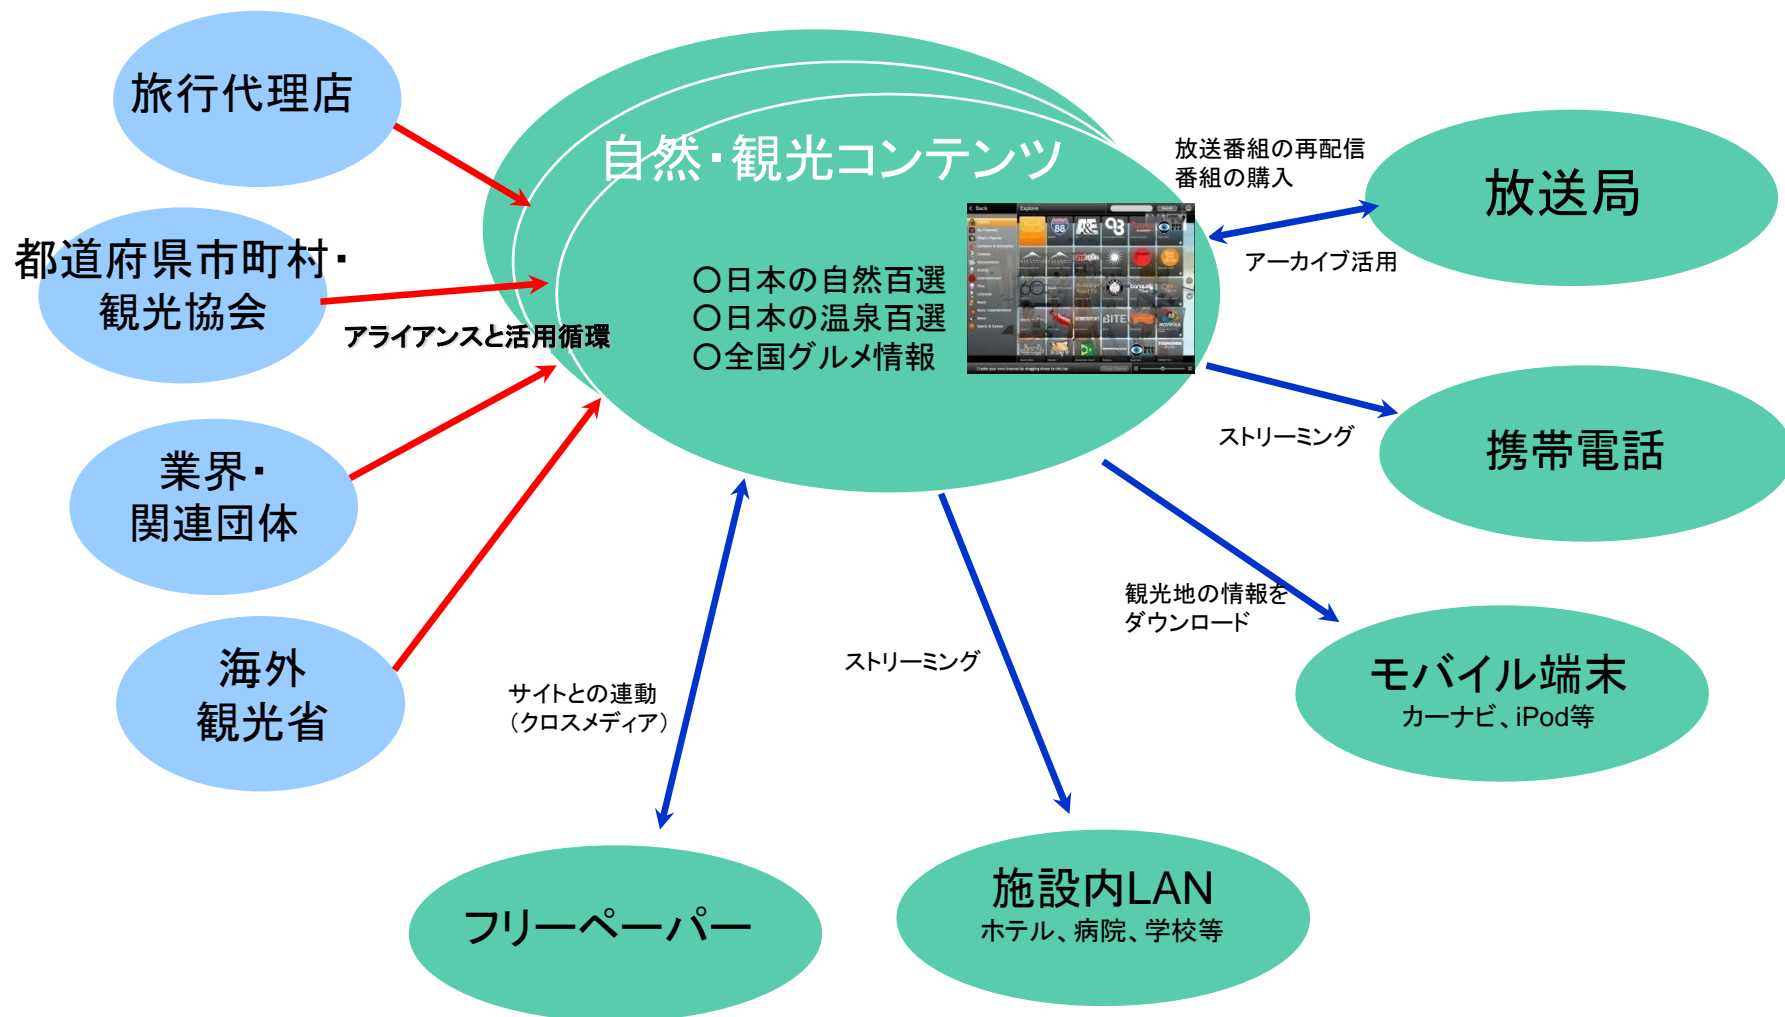 旅行代理店
都道府県市町村・
観光協会
業界・
関連団体
海外
観光省
アライアンスと活用循環
自然・観光コンテンツ
○日本の自然百選
○日本の温泉百選
○全国グルメ情報
Back
Explore
放送番組の再配信
番組の購入
アーカイブ活用
放送局
ストリーミング
携帯電話
観光地の情報を
ダウンロード
モバイル端末
カーナビ、iPod等
ストリーミング
施設内LAN
ホテル、病院、学校等
サイトとの連動
（クロスメディア）
フリーペーパー